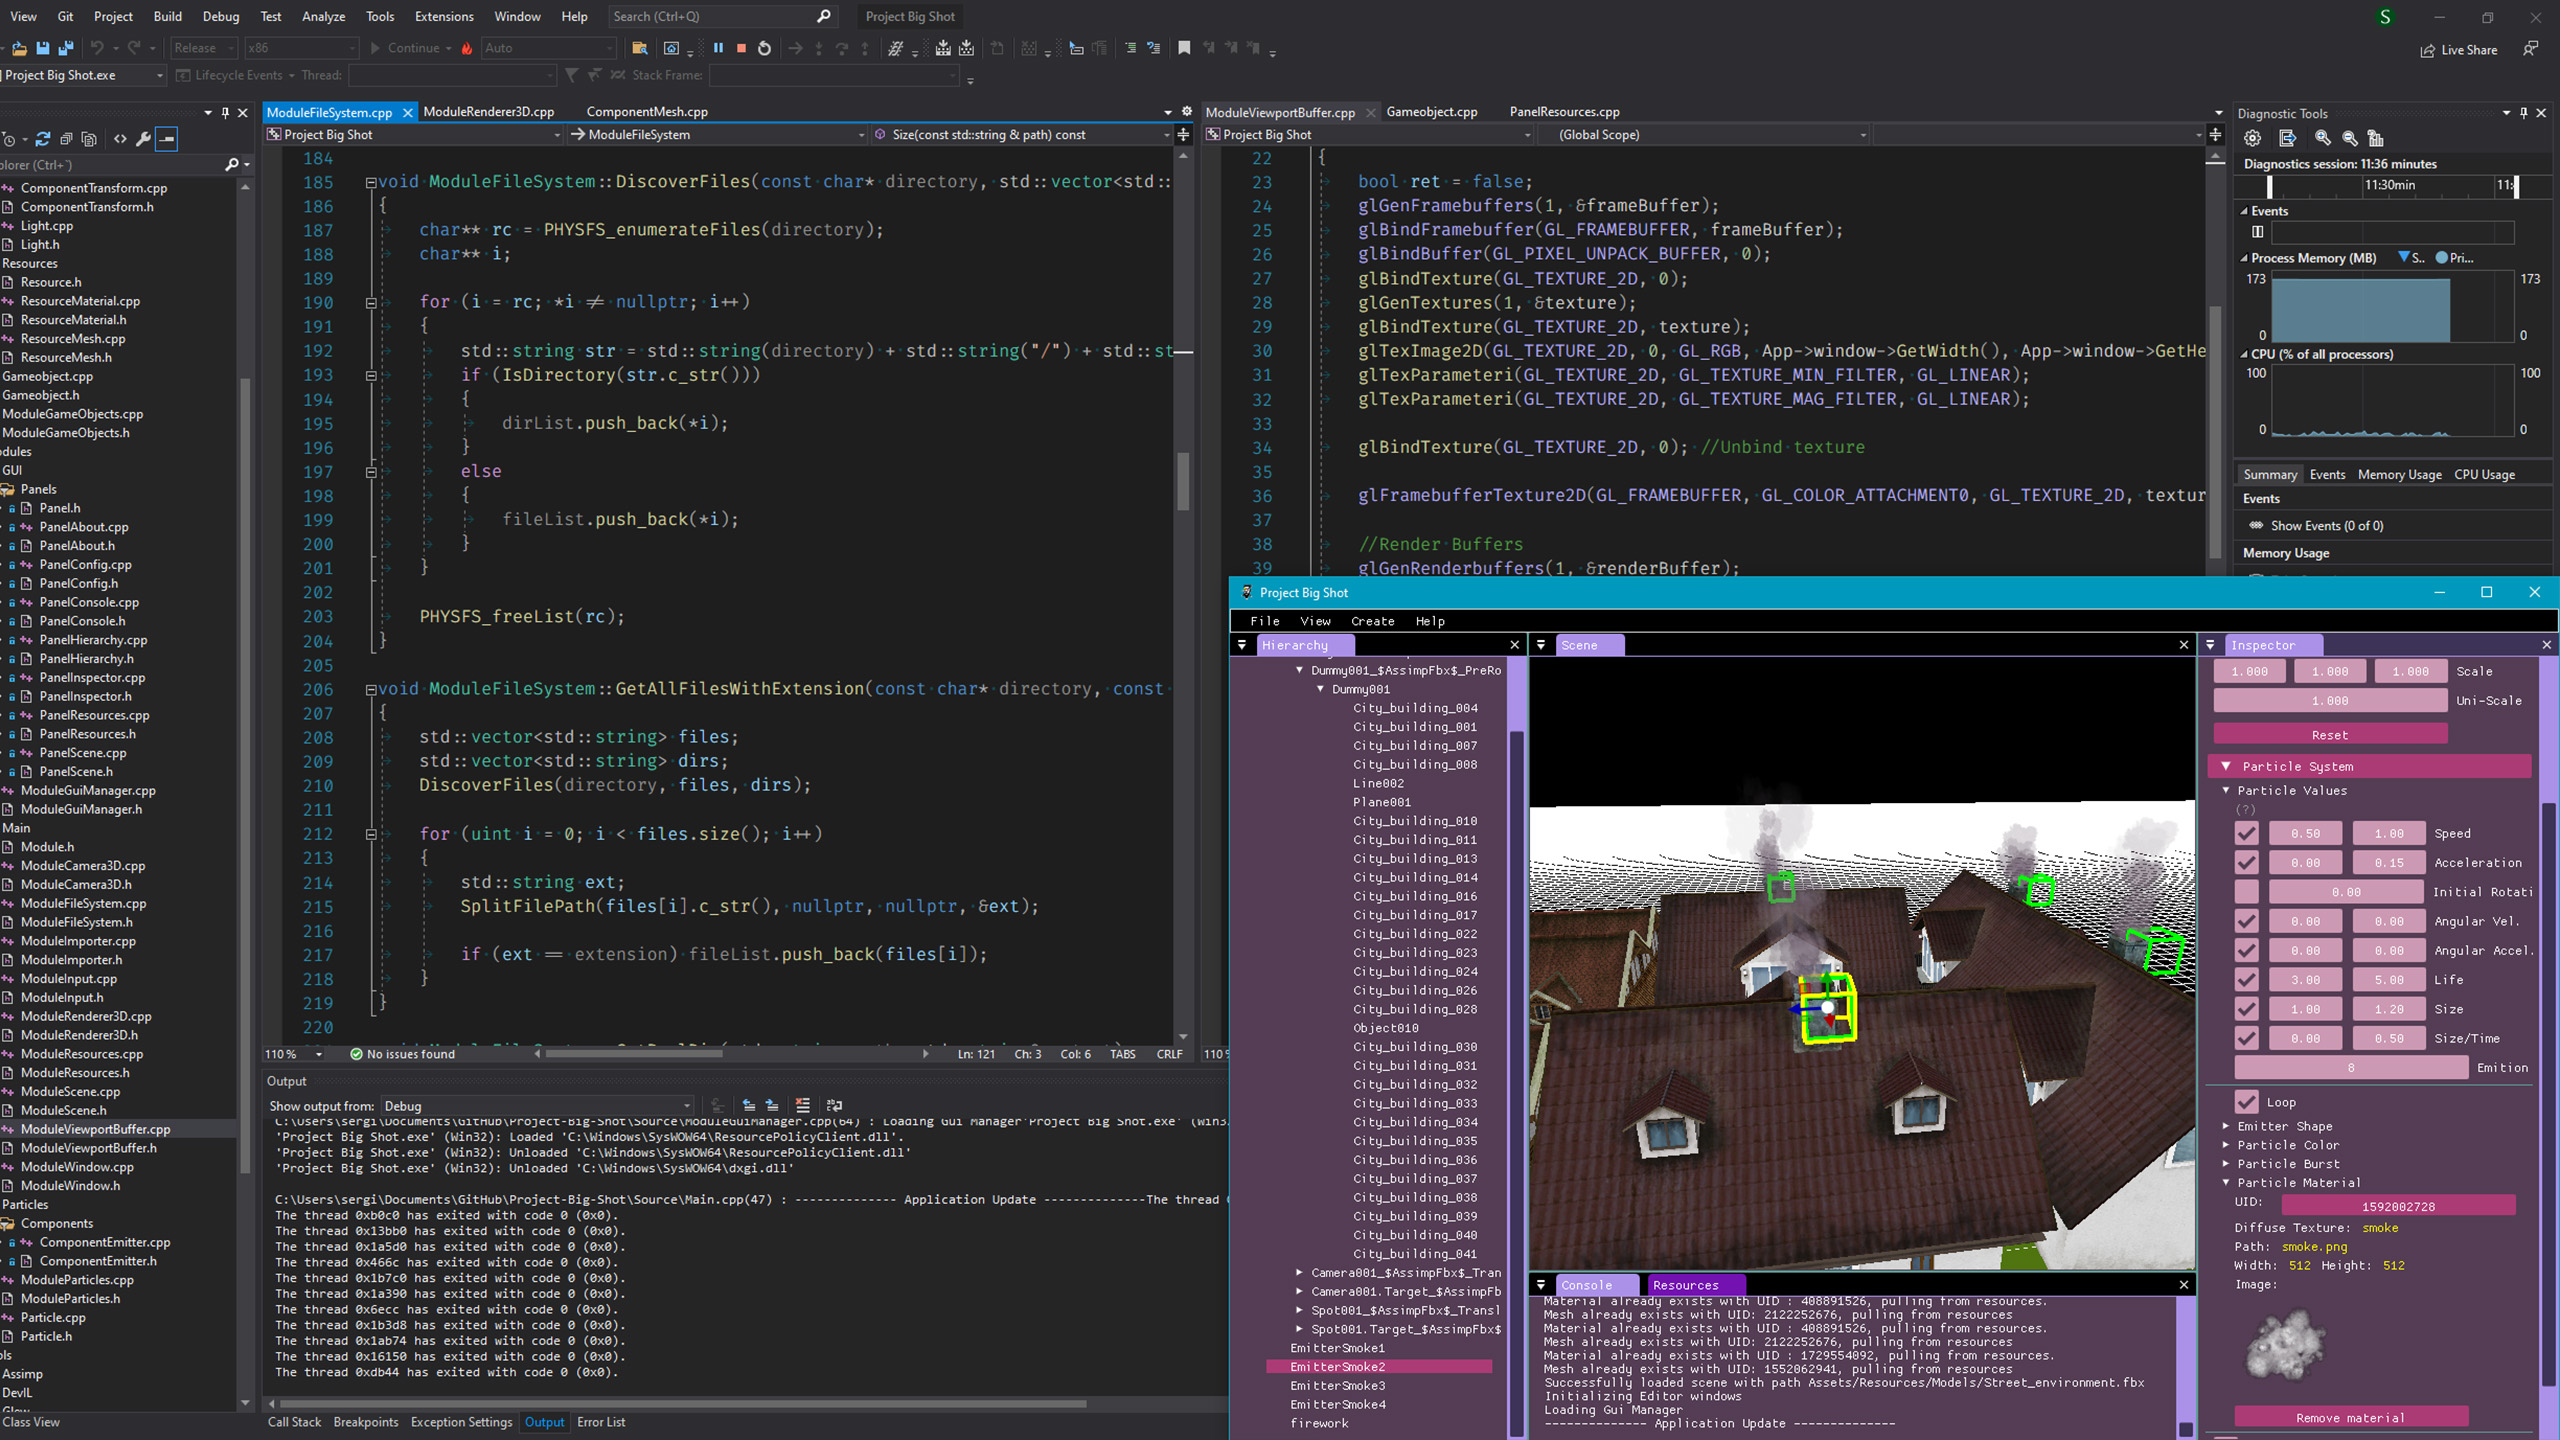 View Git Project Build Debug Test Analyze Tools Extensions Window Help Search (Ctrl+Q) Project Big Shot S
Release x86 Continue Auto Live Share
Project Big Shot.exe Lifecycle Events Thread: Stack Frame:
plorer (Ctrl+¨)
ComponentTransform.cpp
ComponentTransform.h
Light.cpp
Light.h
Resources
Resource.h
ResourceMaterial.cpp
ResourceMaterial.h
ResourceMesh.cpp
ResourceMesh.h
Gameobject.cpp
Gameobject.h
ModuleGameObjects.cpp
ModuleGameObjects.h
odules
GUI
Panels
Panel.h
PanelAbout.cpp
PanelAbout.h
PanelConfig.cpp
PanelConfig.h
PanelConsole.cpp
PanelConsole.h
PanelHierarchy.cpp
PanelHierarchy.h
PanelInspector.cpp
PanelInspector.h
PanelResources.cpp
PanelResources.h
PanelScene.cpp
PanelScene.h
ModuleGuiManager.cpp
ModuleGuiManager.h
Main
Module.h
ModuleCamera3D.cpp
ModuleCamera3D.h
ModuleFileSystem.cpp
ModuleFileSystem.h
ModuleImporter.cpp
ModuleImporter.h
ModuleInput.cpp
ModuleInput.h
ModuleRenderer3D.cpp
ModuleRenderer3D.h
ModuleResources.cpp
ModuleResources.h
ModuleScene.cpp
ModuleScene.h
ModuleViewportBuffer.cpp
ModuleViewportBuffer.h
ModuleWindow.cpp
ModuleWindow.h
Particles
Components
ComponentEmitter.cpp
ComponentEmitter.h
ModuleParticles.cpp
ModuleParticles.h
Particle.cpp
Particle.h
ols
Assimp
DevIL
Glew
Class View
ModuleFileSystem.cpp ModuleRenderer3D.cpp ComponentMesh.cpp
Project Big Shot ModuleFileSystem Size(const std::string & path) const
184
185 void ModuleFileSystem::DiscoverFiles(const char* directory, std::vector<std::
186 {
187 char** rc = PHYSFS_enumerateFiles(directory);
188 char** i;
189
190 for (i = rc; *i ≠ nullptr; i++)
191 {
192 std::string str = std::string(directory) + std::string("/") + std::st
193 if (IsDirectory(str.c_str()))
194 {
195 dirList.push_back(*i);
196 }
197 else
198 {
199 fileList.push_back(*i);
200 }
201 }
202
203 PHYSFS_freeList(rc);
204 }
205
206 void ModuleFileSystem::GetAllFilesWithExtension(const char* directory, const
207 {
208 std::vector<std::string> files;
209 std::vector<std::string> dirs;
210 DiscoverFiles(directory, files, dirs);
211
212 for (uint i = 0; i < files.size(); i++)
213 {
214 std::string ext;
215 SplitFilePath(files[i].c_str(), nullptr, nullptr, &ext);
216
217 if (ext == extension) fileList.push_back(files[i]);
218 }
219 }
220
110 % No issues found Ln: 121 Ch: 3 Col: 6 TABS CRLF
ModuleViewportBuffer.cpp Gameobject.cpp PanelResources.cpp
Project Big Shot (Global Scope)
22 {
23 bool ret = false;
24 glGenFramebuffers(1, &frameBuffer);
25 glBindFramebuffer(GL_FRAMEBUFFER, frameBuffer);
26 glBindBuffer(GL_PIXEL_UNPACK_BUFFER, 0);
27 glBindTexture(GL_TEXTURE_2D, 0);
28 glGenTextures(1, &texture);
29 glBindTexture(GL_TEXTURE_2D, texture);
30 glTexImage2D(GL_TEXTURE_2D, 0, GL_RGB, App->window->GetWidth(), App->window->GetHe
31 glTexParameteri(GL_TEXTURE_2D, GL_TEXTURE_MIN_FILTER, GL_LINEAR);
32 glTexParameteri(GL_TEXTURE_2D, GL_TEXTURE_MAG_FILTER, GL_LINEAR);
33
34 glBindTexture(GL_TEXTURE_2D, 0); //Unbind texture
35
36 glFramebufferTexture2D(GL_FRAMEBUFFER, GL_COLOR_ATTACHMENT0, GL_TEXTURE_2D, textur
37
38 //Render Buffers
39 glGenRenderbuffers(1, &renderBuffer);
110 %
Diagnostic Tools
Diagnostics session: 11:36 minutes
11:30min 11:
Events
Process Memory (MB) S.. Pri...
173 173
0 0
CPU (% of all processors)
100 100
0 0
Summary Events Memory Usage CPU Usage
Events
Show Events (0 of 0)
Memory Usage
Output
Show output from: Debug
C:\Users\sergi\Documents\GitHub\Project-Big-Shot\Source\ModuleGuiManager.cpp(64) : Loading Gui Manager'Project Big Shot.exe' (Win3
'Project Big Shot.exe' (Win32): Loaded 'C:\Windows\SysWOW64\ResourcePolicyClient.dll'.
'Project Big Shot.exe' (Win32): Unloaded 'C:\Windows\SysWOW64\ResourcePolicyClient.dll'
'Project Big Shot.exe' (Win32): Unloaded 'C:\Windows\SysWOW64\dxgi.dll'
C:\Users\sergi\Documents\GitHub\Project-Big-Shot\Source\Main.cpp(47) : -------------- Application Update --------------The thread
The thread 0xb0c0 has exited with code 0 (0x0).
The thread 0x13bb0 has exited with code 0 (0x0).
The thread 0x1a5d0 has exited with code 0 (0x0).
The thread 0x466c has exited with code 0 (0x0).
The thread 0x1b7c0 has exited with code 0 (0x0).
The thread 0x1a390 has exited with code 0 (0x0).
The thread 0x6ecc has exited with code 0 (0x0).
The thread 0x1b3d8 has exited with code 0 (0x0).
The thread 0x1ab74 has exited with code 0 (0x0).
The thread 0x16150 has exited with code 0 (0x0).
The thread 0xdb44 has exited with code 0 (0x0).
Call Stack Breakpoints Exception Settings Output Error List
Project Big Shot
File View Create Help
Hierarchy
Dummy001_$AssimpFbx$_PreRo
Dummy001
City_building_004
City_building_001
City_building_007
City_building_008
Line002
Plane001
City_building_010
City_building_011
City_building_013
City_building_014
City_building_016
City_building_017
City_building_022
City_building_023
City_building_024
City_building_026
City_building_028
Object010
City_building_030
City_building_031
City_building_032
City_building_033
City_building_034
City_building_035
City_building_036
City_building_037
City_building_038
City_building_039
City_building_040
City_building_041
Camera001_$AssimpFbx$_Tran
Camera001.Target_$AssimpFb
Spot001_$AssimpFbx$_Transl
Spot001.Target_$AssimpFbx$
EmitterSmoke1
EmitterSmoke2
EmitterSmoke3
EmitterSmoke4
firework
Scene
Console Resources
Material already exists with UID : 408891526, pulling from resources.
Mesh already exists with UID: 2122252676, pulling from resources
Material already exists with UID : 408891526, pulling from resources.
Mesh already exists with UID: 2122252676, pulling from resources
Material already exists with UID : 1729554092, pulling from resources.
Mesh already exists with UID: 1552062941, pulling from resources
Successfully loaded scene with path Assets/Resources/Models/Street_environment.fbx
Initializing Editor windows
Loading Gui Manager
-------------- Application Update --------------
Inspector
1.000 1.000 1.000 Scale
1.000 Uni-Scale
Reset
Particle System
Particle Values
(?)
0.50 1.00 Speed
0.00 0.15 Acceleration
0.00 Initial Rotati
0.00 0.00 Angular Vel.
0.00 0.00 Angular Accel.
3.00 5.00 Life
1.00 1.20 Size
0.00 0.50 Size/Time
8 Emition
Loop
Emitter Shape
Particle Color
Particle Burst
Particle Material
UID: 1592002728
Diffuse Texture: smoke
Path: smoke.png
Width: 512 Height: 512
Image:
Remove material